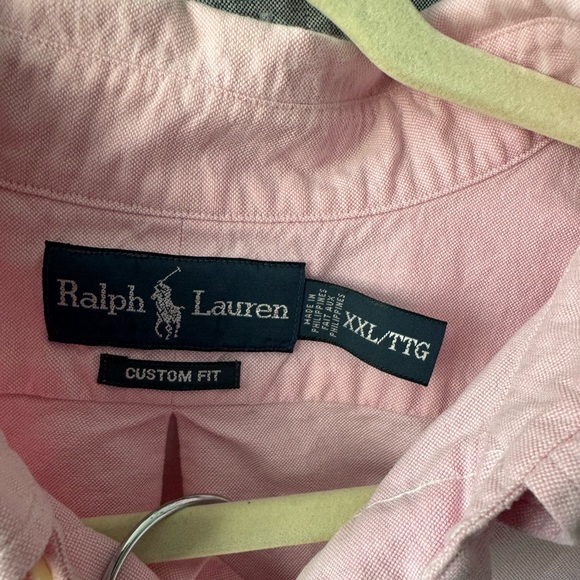 Ralph Lauren
CUSTOM FIT
MADE IN
PHILIPPINES
FAIT AUX
PHILIPPINES
XXL/TTG